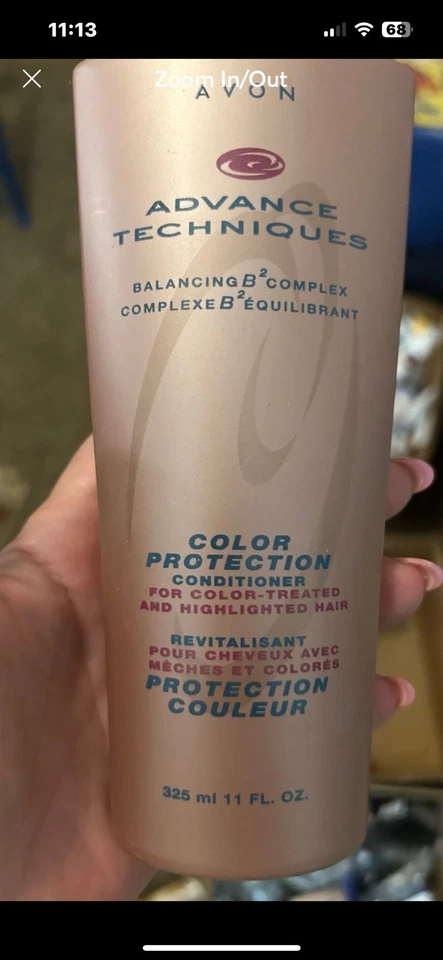 11:13
68
Zoom In/Out
AVON
ADVANCE
TECHNIQUES
BALANCING B² COMPLEX
COMPLEXE B² ÉQUILIBRANT
COLOR
PROTECTION
CONDITIONER
FOR COLOR-TREATED
AND HIGHLIGHTED HAIR
REVITALISANT
POUR CHEVEUX AVEC
MÈCHES ET COLORÉS
PROTECTION
COULEUR
325 ml 11 FL. OZ.